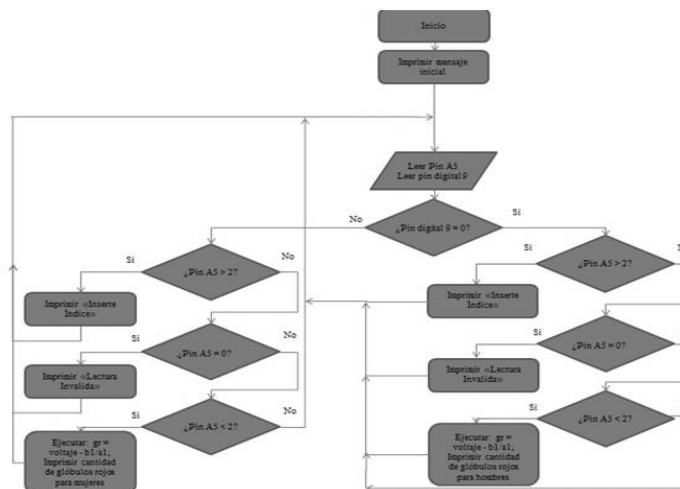 Inicio
Imprimir mensaje
inicial
Leer Pin A5
Leer pin digital 9
¿Pin digital 9 = 0?
No
Si
¿Pin A5 > 2?
Si
No
Imprimir «Inserte
Indice»
¿Pin A5 = 0?
Si
No
Imprimir «Lectura
Invalida»
¿Pin A5 < 2?
Si
No
Ejecutar: gr =
voltaje - b1/a1;
Imprimir cantidad
de glóbulos rojos
para mujeres
¿Pin A5 > 2?
Si
Imprimir «Inserte
Indice»
¿Pin A5 = 0?
Si
Imprimir «Lectura
Invalida»
¿Pin A5 < 2?
Si
Ejecutar: gr =
voltaje - b1/a1;
Imprimir cantidad
de glóbulos rojos
para hombres